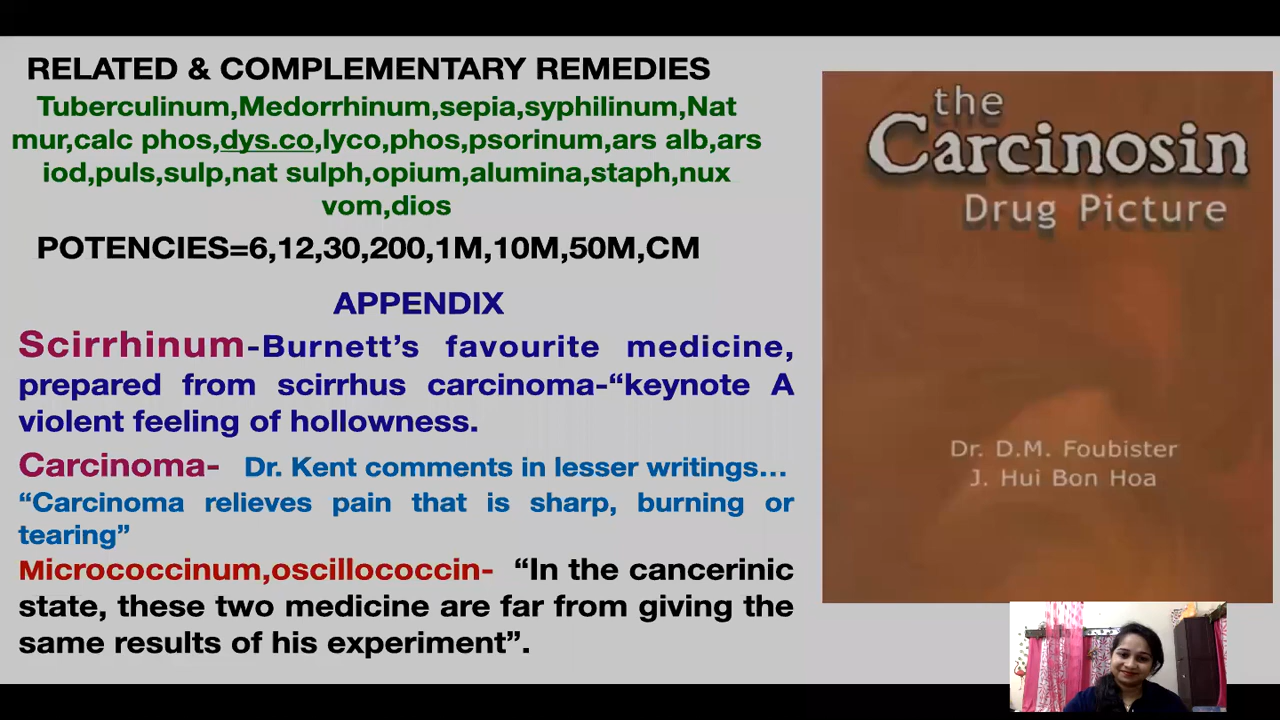 RELATED & COMPLEMENTARY REMEDIES
Tuberculinum,Medorrhinum,sepia,syphilinum,Nat
mur,calc phos,dys.co,lyco,phos,psorinum,ars alb,ars
iod,puls,sulp,nat sulph,opium,alumina,staph,nux
vom,dios
POTENCIES=6,12,30,200,1M,10M,50M,CM
APPENDIX
Scirrhinum-Burnett’s favourite medicine,
prepared from scirrhus carcinoma-“keynote A
violent feeling of hollowness.
Carcinoma- Dr. Kent comments in lesser writings…
“Carcinoma relieves pain that is sharp, burning or
tearing”
Micrococcinum,oscillococcin- “In the cancerinic
state, these two medicine are far from giving the
same results of his experiment”.
the
Carcinosin
Drug Picture
Dr. D.M. Foubister
J. Hui Bon Hoa